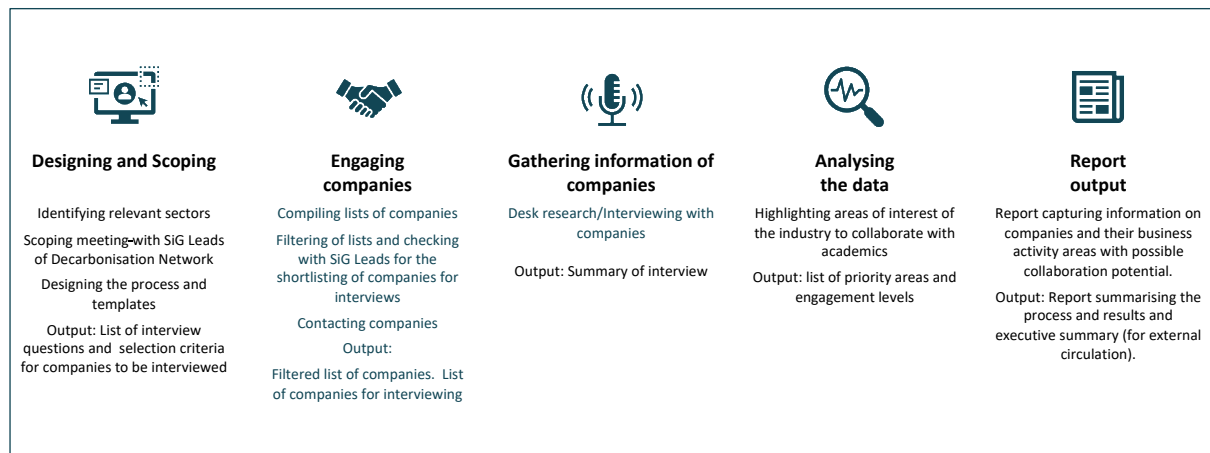 Designing and Scoping
Identifying relevant sectors
Scoping meeting-with SiG Leads
of Decarbonisation Network
Designing the process and
templates
Output: List of interview
questions and  selection criteria
for companies to be interviewed
Engaging
companies
Compiling lists of companies
Filtering of lists and checking
with SiG Leads for the
shortlisting of companies for
interviews
Contacting companies
Output:
Filtered list of companies.  List
of companies for interviewing
Gathering information of
companies
Desk research/Interviewing with
companies
Output: Summary of interview
Analysing
the data
Highlighting areas of interest of
the industry to collaborate with
academics
Output: list of priority areas and
engagement levels
Report
output
Report capturing information on
companies and their business
activity areas with possible
collaboration potential.
Output: Report summarising the
process and results and
executive summary (for external
circulation).